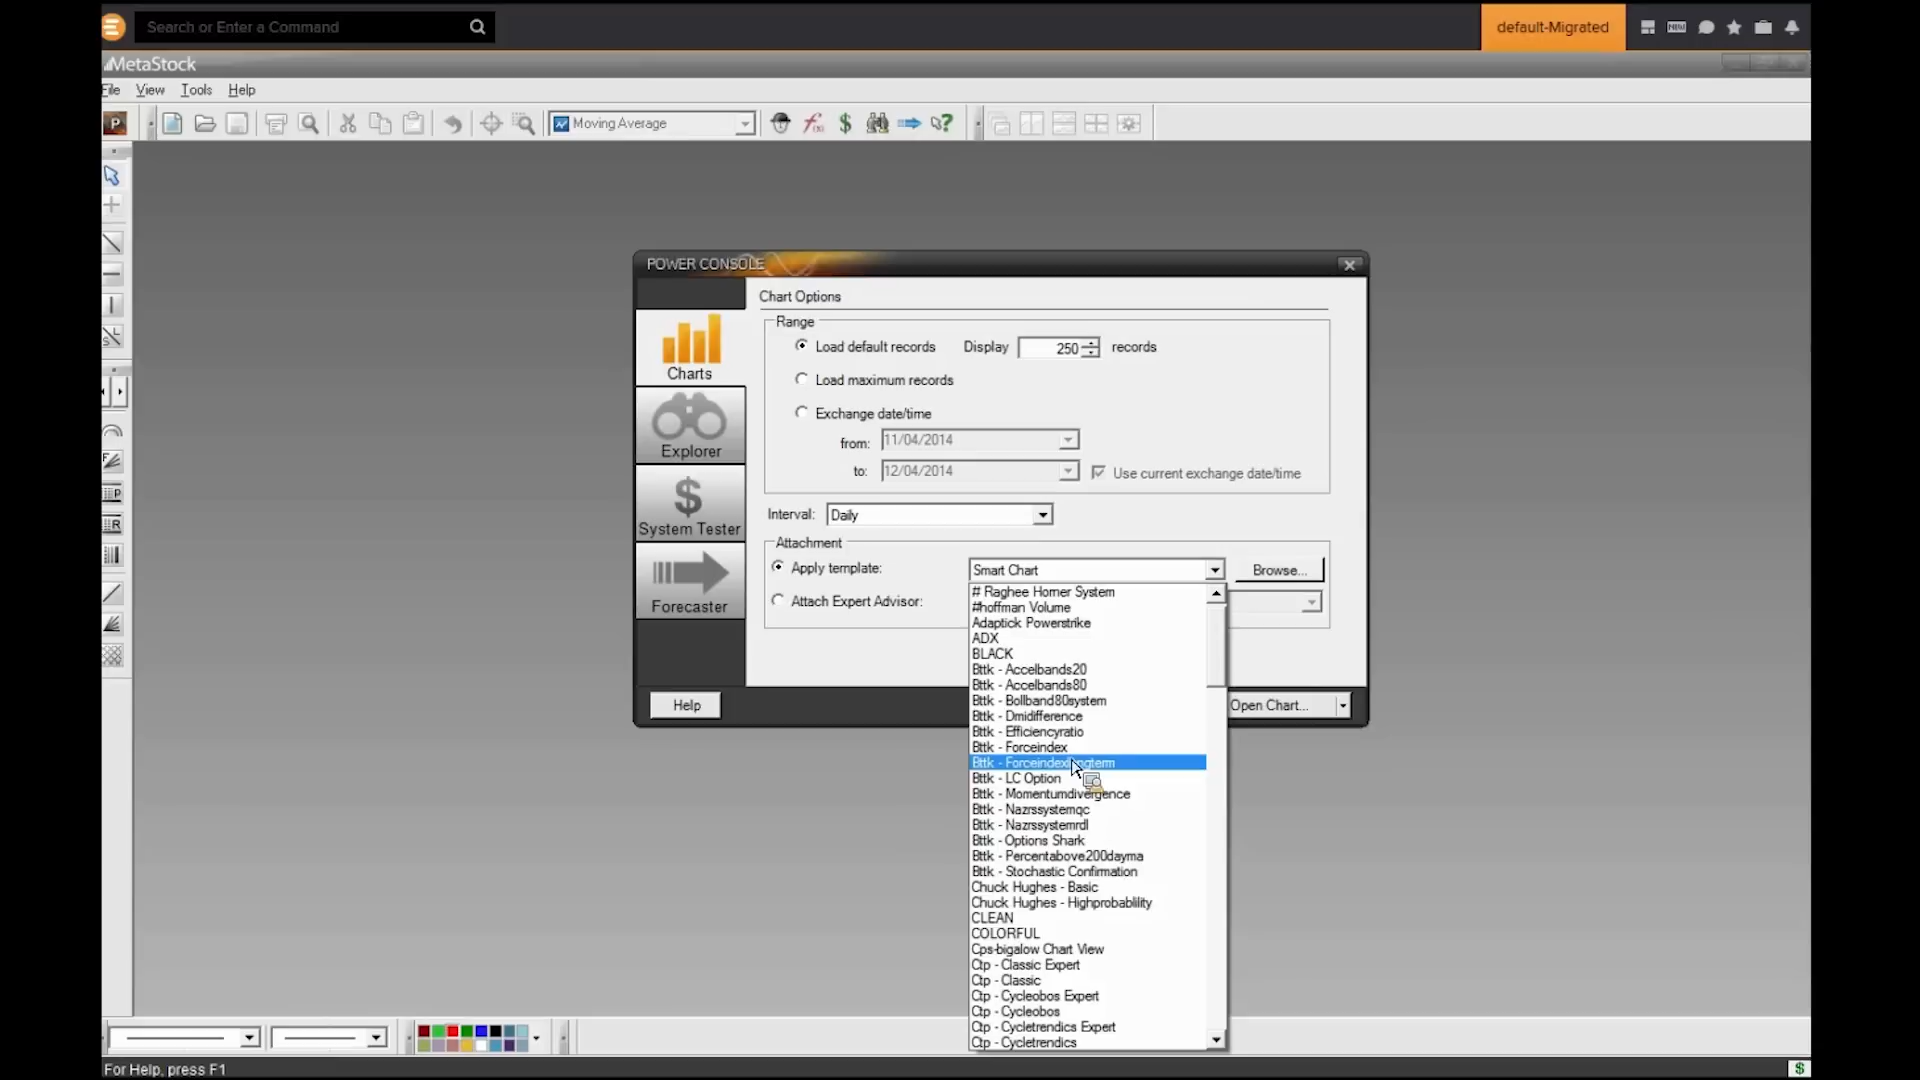 Search or Enter a Command
default-Migrated
NEW
MetaStock
File View Tools Help
P
Moving Average
POWER CONSOLE
Chart Options
Range
Load default records Display 250 records
Charts
Load maximum records
Exchange date/time
from: 11/04/2014
Explorer
to: 12/04/2014 Use current exchange date/time
Interval: Daily
System Tester
Attachment
Apply template: Smart Chart Browse...
Attach Expert Advisor:
Forecaster
# Raghee Horner System
#hoffman Volume
Adaptick Powerstrike
ADX
BLACK
Bttk - Accelbands20
Bttk - Accelbands80
Bttk - Bollband80system
Help
Open Chart...
Bttk - Dmidifference
Bttk - Efficiencyratio
Bttk - Forceindex
Bttk - LC Option
Bttk - Momentumdivergence
Bttk - Nazrssystemqc
Bttk - Nazrssystemrdl
Bttk - Options Shark
Bttk - Percentabove200dayma
Bttk - Stochastic Confirmation
Chuck Hughes - Basic
Chuck Hughes - Highprobablility
CLEAN
COLORFUL
Cps-bigalow Chart View
Ctp - Classic Expert
Ctp - Classic
Ctp - Cycleobos Expert
Ctp - Cycleobos
Ctp - Cycletrendics Expert
Ctp - Cycletrendics
For Help, press F1